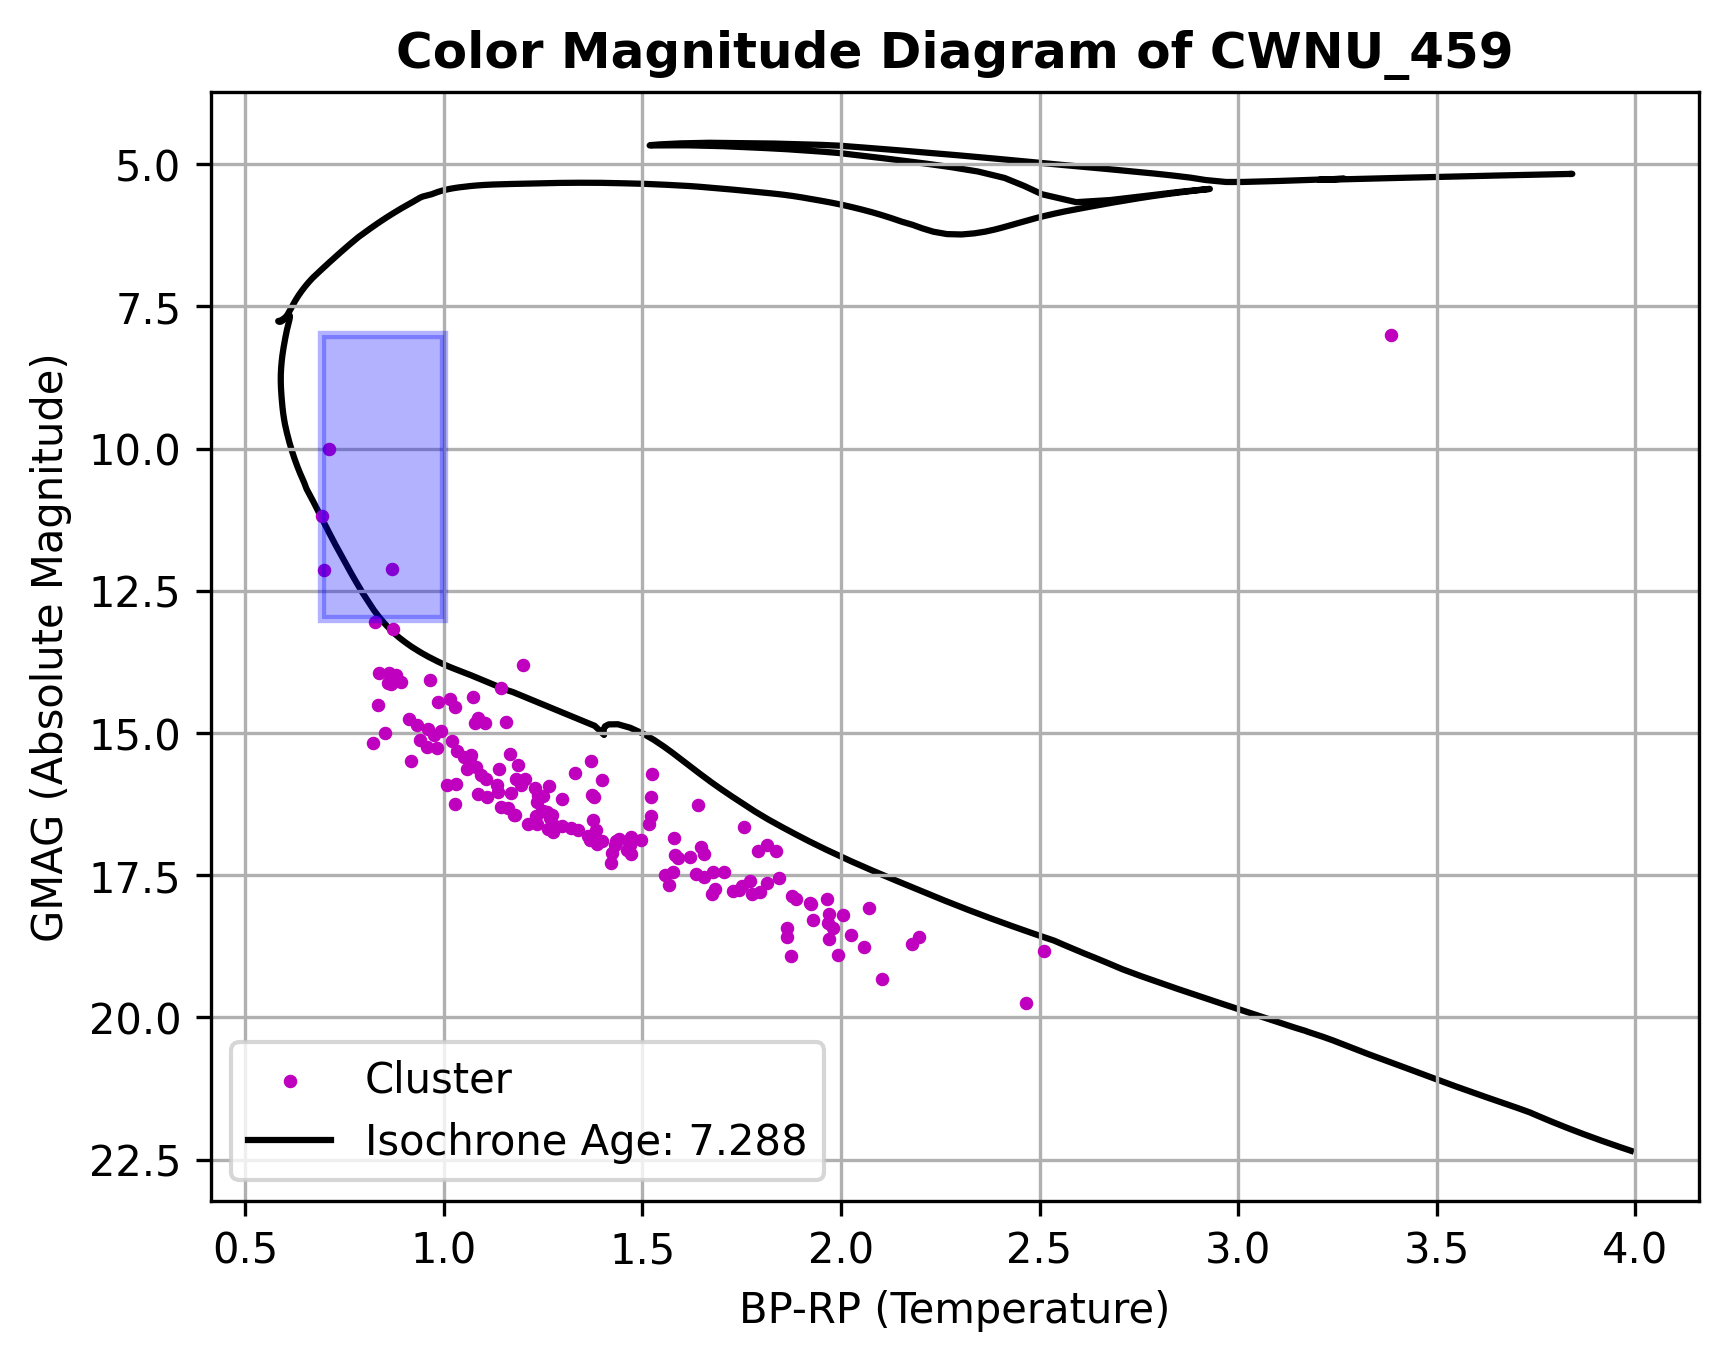 Color Magnitude Diagram of CWNU_459
GMAG (Absolute Magnitude)
5.0
7.5
10.0
12.5
15.0
17.5
20.0
22.5
Cluster
Isochrone Age: 7.288
0.5 1.0 1.5 2.0 2.5 3.0 3.5 4.0
BP-RP (Temperature)